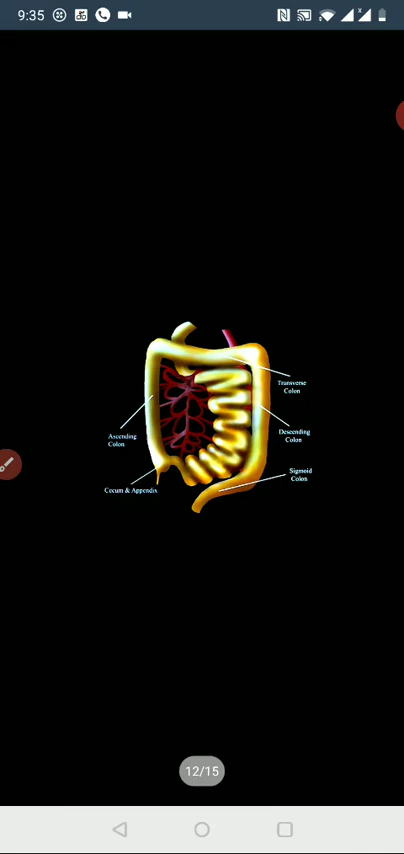 9:35
Transverse
Colon
Ascending
Colon
Descending
Colon
Sigmoid
Colon
Cecum & Appendix
12/15